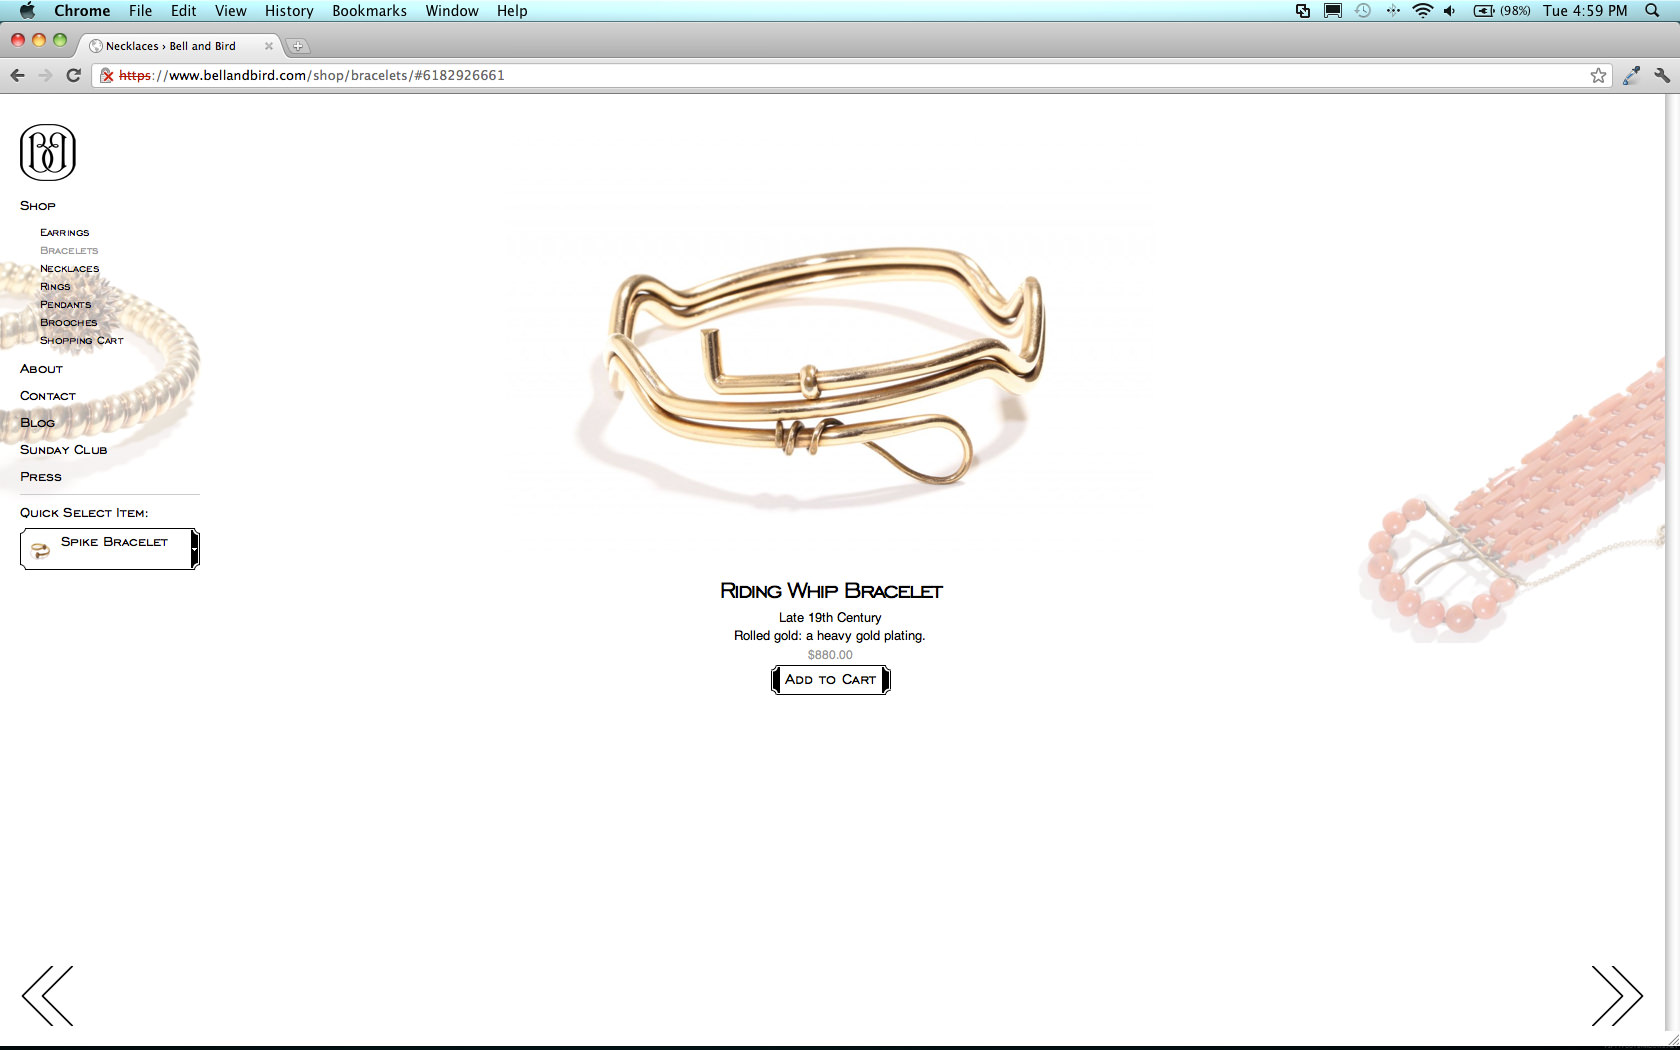 Chrome File Edit View History Bookmarks Window Help (98%) Tue 4:59 PM
Necklaces › Bell and Bird
https://www.bellandbird.com/shop/bracelets/#6182926661
BB
Shop
Earrings
Bracelets
Necklaces
Rings
Pendants
Brooches
Shopping Cart
About
Contact
Blog
Sunday Club
Press
Quick Select Item:
Spike Bracelet
Riding Whip Bracelet
Late 19th Century
Rolled gold: a heavy gold plating.
$880.00
Add to Cart